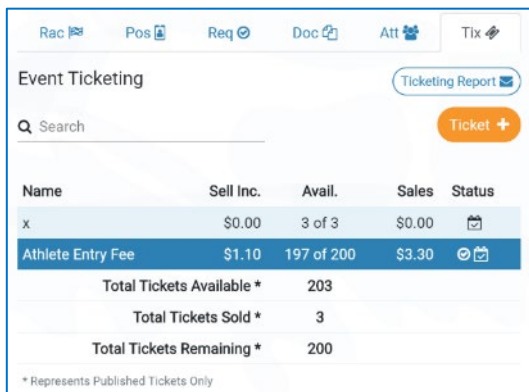 Rac Pos Req Doc Att Tix
Event Ticketing
Ticketing Report
Search
Ticket +
Name Sell Inc. Avail. Sales Status
x $0.00 3 of 3 $0.00
Athlete Entry Fee $1.10 197 of 200 $3.30
Total Tickets Available * 203
Total Tickets Sold * 3
Total Tickets Remaining * 200
* Represents Published Tickets Only